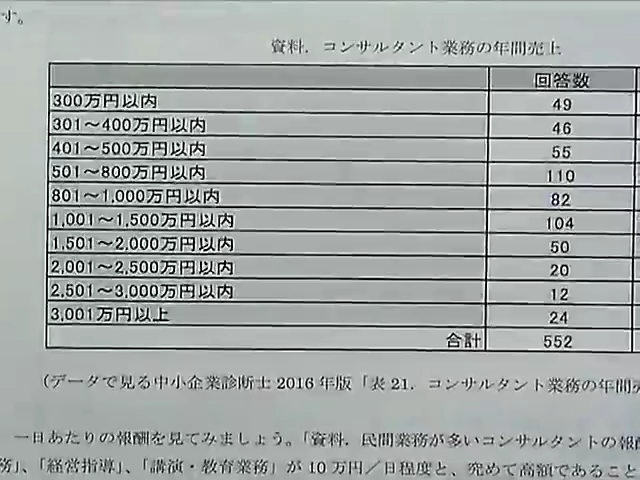 す。
資料．コンサルタント業務の年間売上
回答数
300万円以内 49
301～400万円以内 46
401～500万円以内 55
501～800万円以内 110
801～1,000万円以内 82
1,001～1,500万円以内 104
1,501～2,000万円以内 50
2,001～2,500万円以内 20
2,501～3,000万円以内 12
3,001万円以上 24
合計 552
（データで見る中小企業診断士2016年版「表21．コンサルタント業務の年間売
一日あたりの報酬を見てみましょう。「資料．民間業務が多いコンサルタントの報酬
務」、「経営指導」、「講演・教育業務」が10万円／日程度と、究めて高額であること